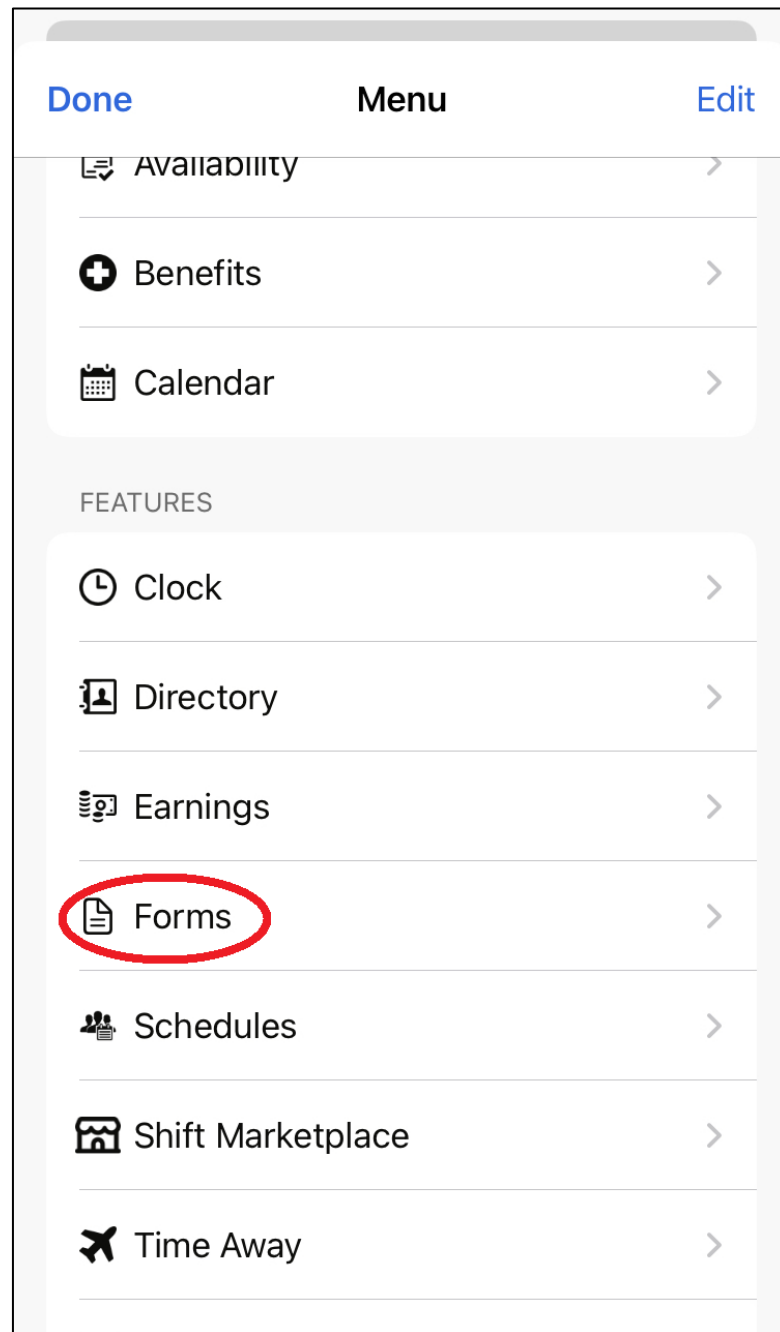 Done Menu Edit
Availability
Benefits
Calendar
FEATURES
Clock
Directory
Earnings
Forms
Schedules
Shift Marketplace
Time Away